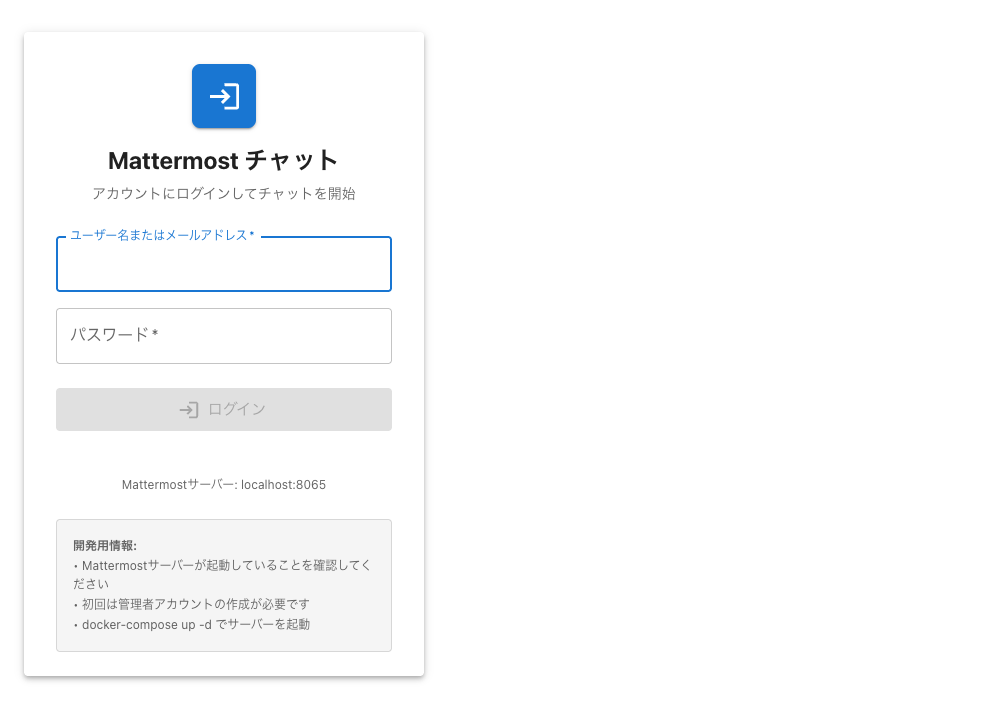 Mattermost チャット
アカウントにログインしてチャットを開始
ユーザー名またはメールアドレス *
パスワード *
ログイン
Mattermostサーバー: localhost:8065
開発用情報:
• Mattermostサーバーが起動していることを確認してく
ださい
• 初回は管理者アカウントの作成が必要です
• docker-compose up -d でサーバーを起動